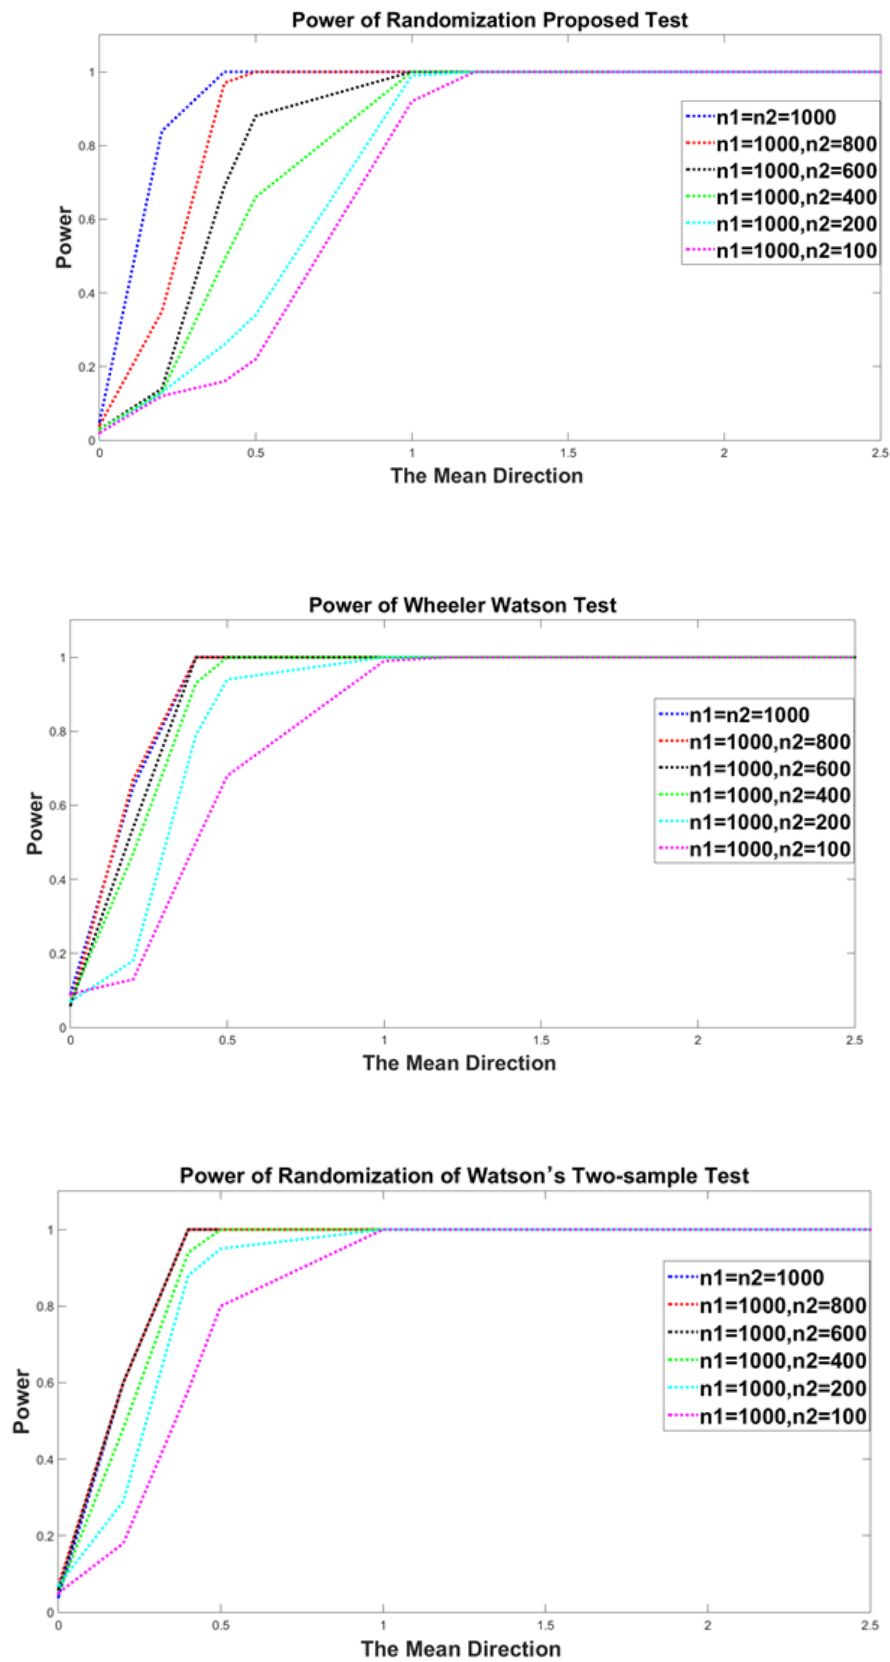 Power of Randomization Proposed Test
1
0.8
0.6
0.4
0.2
0
Power
n1=n2=1000
n1=1000,n2=800
n1=1000,n2=600
n1=1000,n2=400
n1=1000,n2=200
n1=1000,n2=100
0 0.5 1 1.5 2 2.5
The Mean Direction
Power of Wheeler Watson Test
1
0.8
0.6
0.4
0.2
0
Power
n1=n2=1000
n1=1000,n2=800
n1=1000,n2=600
n1=1000,n2=400
n1=1000,n2=200
n1=1000,n2=100
0 0.5 1 1.5 2 2.5
The Mean Direction
Power of Randomization of Watson’s Two-sample Test
1
0.8
0.6
0.4
0.2
0
Power
n1=n2=1000
n1=1000,n2=800
n1=1000,n2=600
n1=1000,n2=400
n1=1000,n2=200
n1=1000,n2=100
0 0.5 1 1.5 2 2.5
The Mean Direction